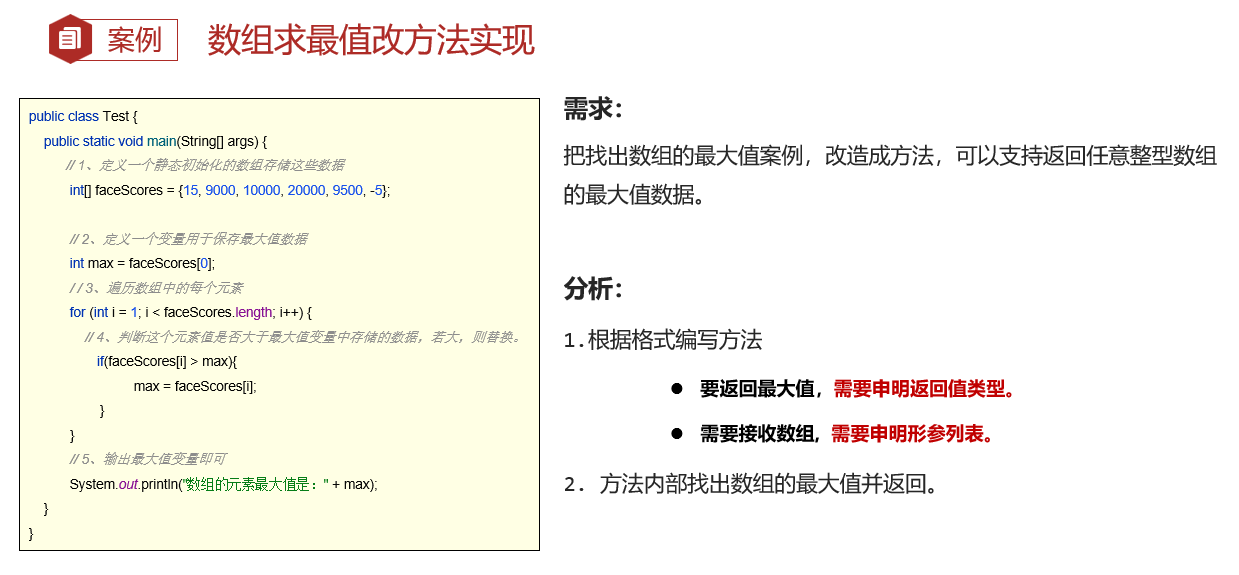 案例
数组求最值改方法实现
public class Test {
public static void main(String[] args) {
// 1、定义一个静态初始化的数组存储这些数据
int[] faceScores = {15, 9000, 10000, 20000, 9500, -5};
// 2、定义一个变量用于保存最大值数据
int max = faceScores[0];
// 3、遍历数组中的每个元素
for (int i = 1; i < faceScores.length; i++) {
// 4、判断这个元素值是否大于最大值变量中存储的数据，若大，则替换。
if(faceScores[i] > max){
max = faceScores[i];
}
}
// 5、输出最大值变量即可
System.out.println("数组的元素最大值是：" + max);
}
}
需求：
把找出数组的最大值案例，改造成方法，可以支持返回任意整型数组
的最大值数据。
分析：
1.根据格式编写方法
● 要返回最大值，需要申明返回值类型。
● 需要接收数组, 需要申明形参列表。
2. 方法内部找出数组的最大值并返回。